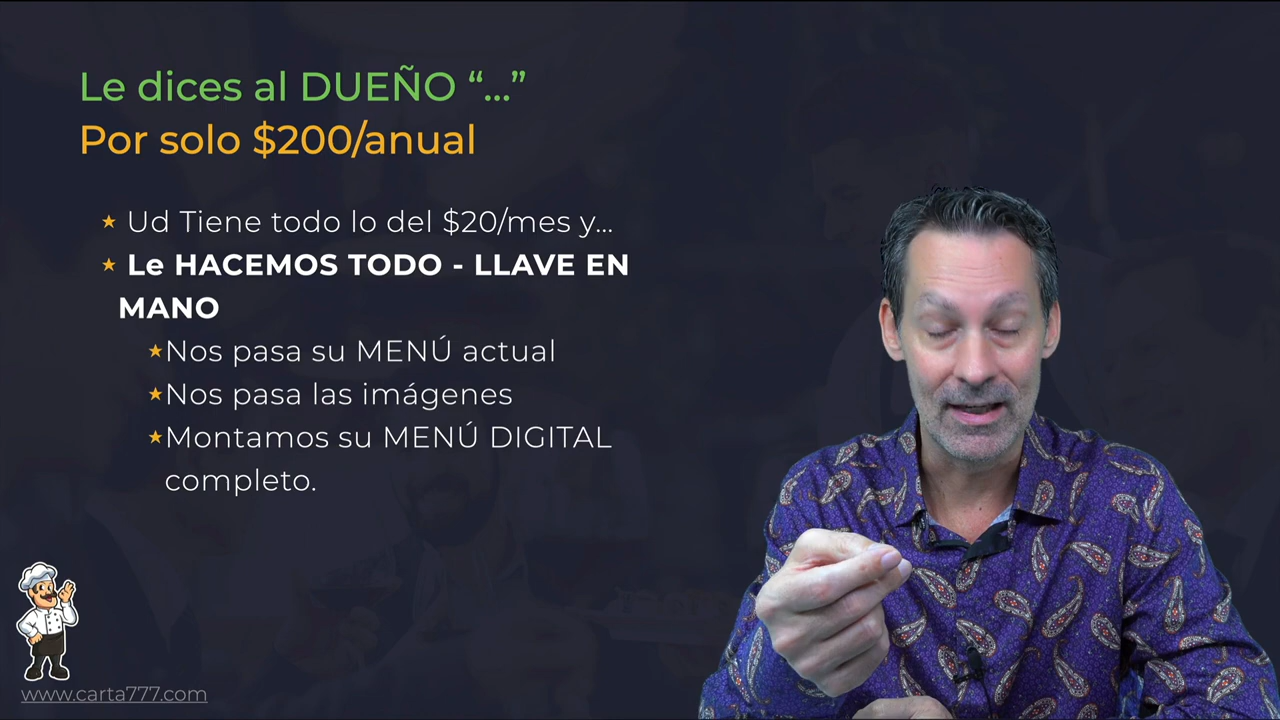 Le dices al DUEÑO “...”
Por solo $200/anual
Ud Tiene todo lo del $20/mes y...
Le HACEMOS TODO - LLAVE EN
MANO
Nos pasa su MENÚ actual
Nos pasa las imágenes
Montamos su MENÚ DIGITAL
completo.
www.carta777.com